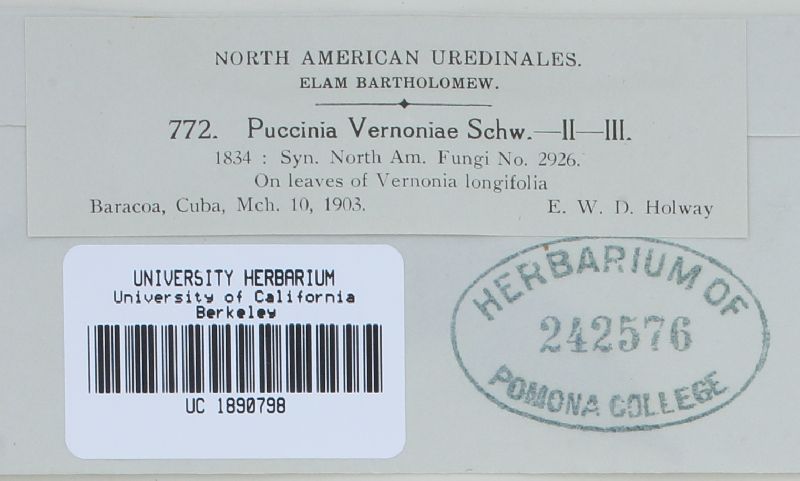 NORTH AMERICAN UREDINALES.
ELAM BARTHOLOMEW.
772. Puccinia Vernoniae Schw.—II—III.
1834 : Syn. North Am. Fungi No. 2926.
On leaves of Vernonia longifolia
Baracoa, Cuba, Mch. 10, 1903. E. W. D. Holway
UNIVERSITY HERBARIUM
University of California
Berkeley
UC 1890798
HERBARIUM OF
242576
POMONA COLLEGE